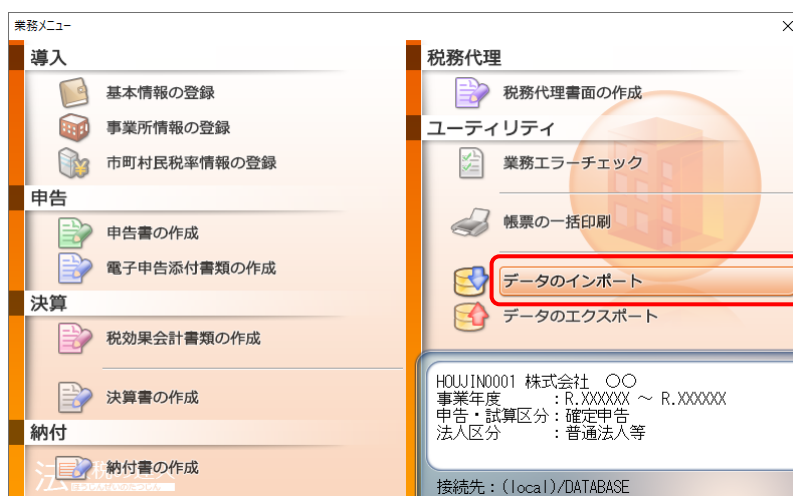 業務メニュー
導入
基本情報の登録
事業所情報の登録
市町村民税率情報の登録
申告
申告書の作成
電子申告添付書類の作成
決算
税効果会計書類の作成
決算書の作成
納付
納付書の作成
税務代理
税務代理書面の作成
ユーティリティ
業務エラーチェック
帳票の一括印刷
データのインポート
データのエクスポート
HOUJIN0001 株式会社 〇〇
事業年度 :R.XXXXXX ～ R.XXXXXX
申告・試算区分:確定申告
法人区分 :普通法人等
接続先:(local)/DATABASE